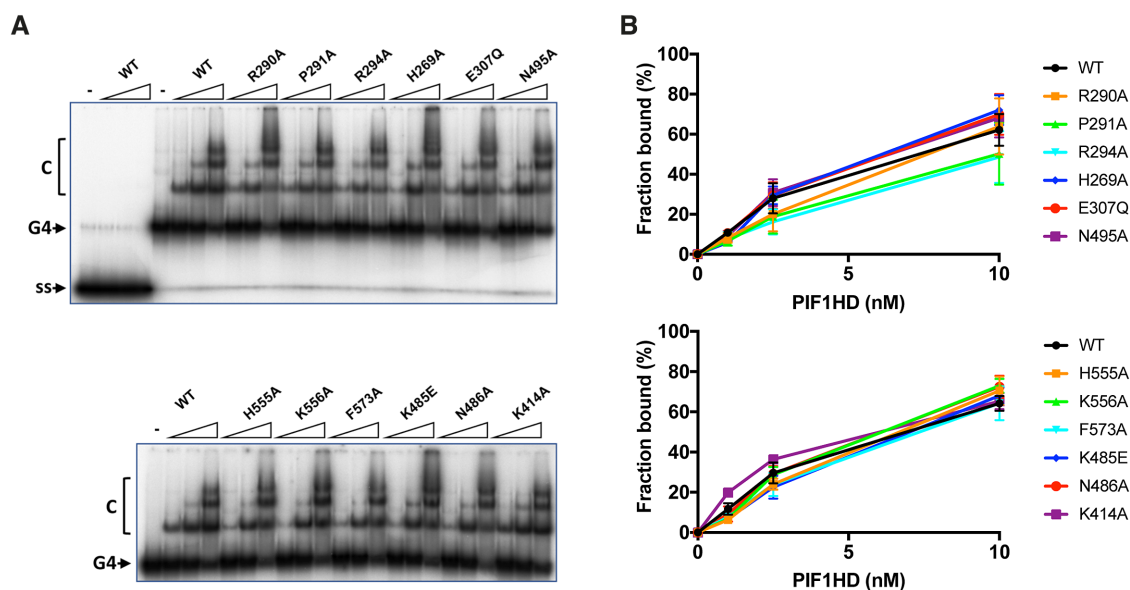 A
WT WT R290A P291A R294A H269A E307Q N495A
- -
C
G4
ss
WT H555A K556A F573A K485E N486A K414A
-
C
G4
B
Fraction bound (%)
100
80
60
40
20
0
0 5 10
PIF1HD (nM)
WT
R290A
P291A
R294A
H269A
E307Q
N495A
Fraction bound (%)
100
80
60
40
20
0
0 5 10
PIF1HD (nM)
WT
H555A
K556A
F573A
K485E
N486A
K414A